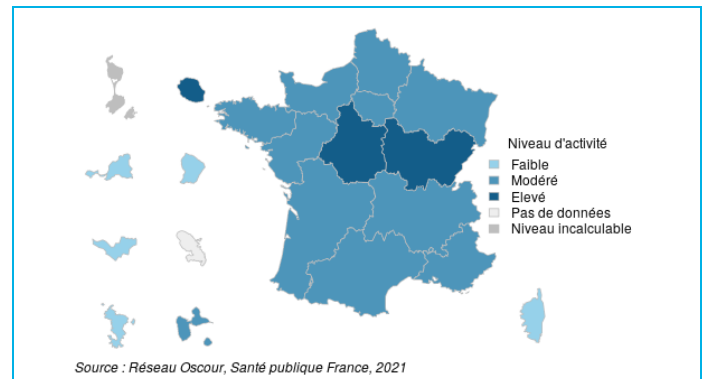 Niveau d'activité
Faible
Modéré
Elevé
Pas de données
Niveau incalculable
Source : Réseau Oscour, Santé publique France, 2021